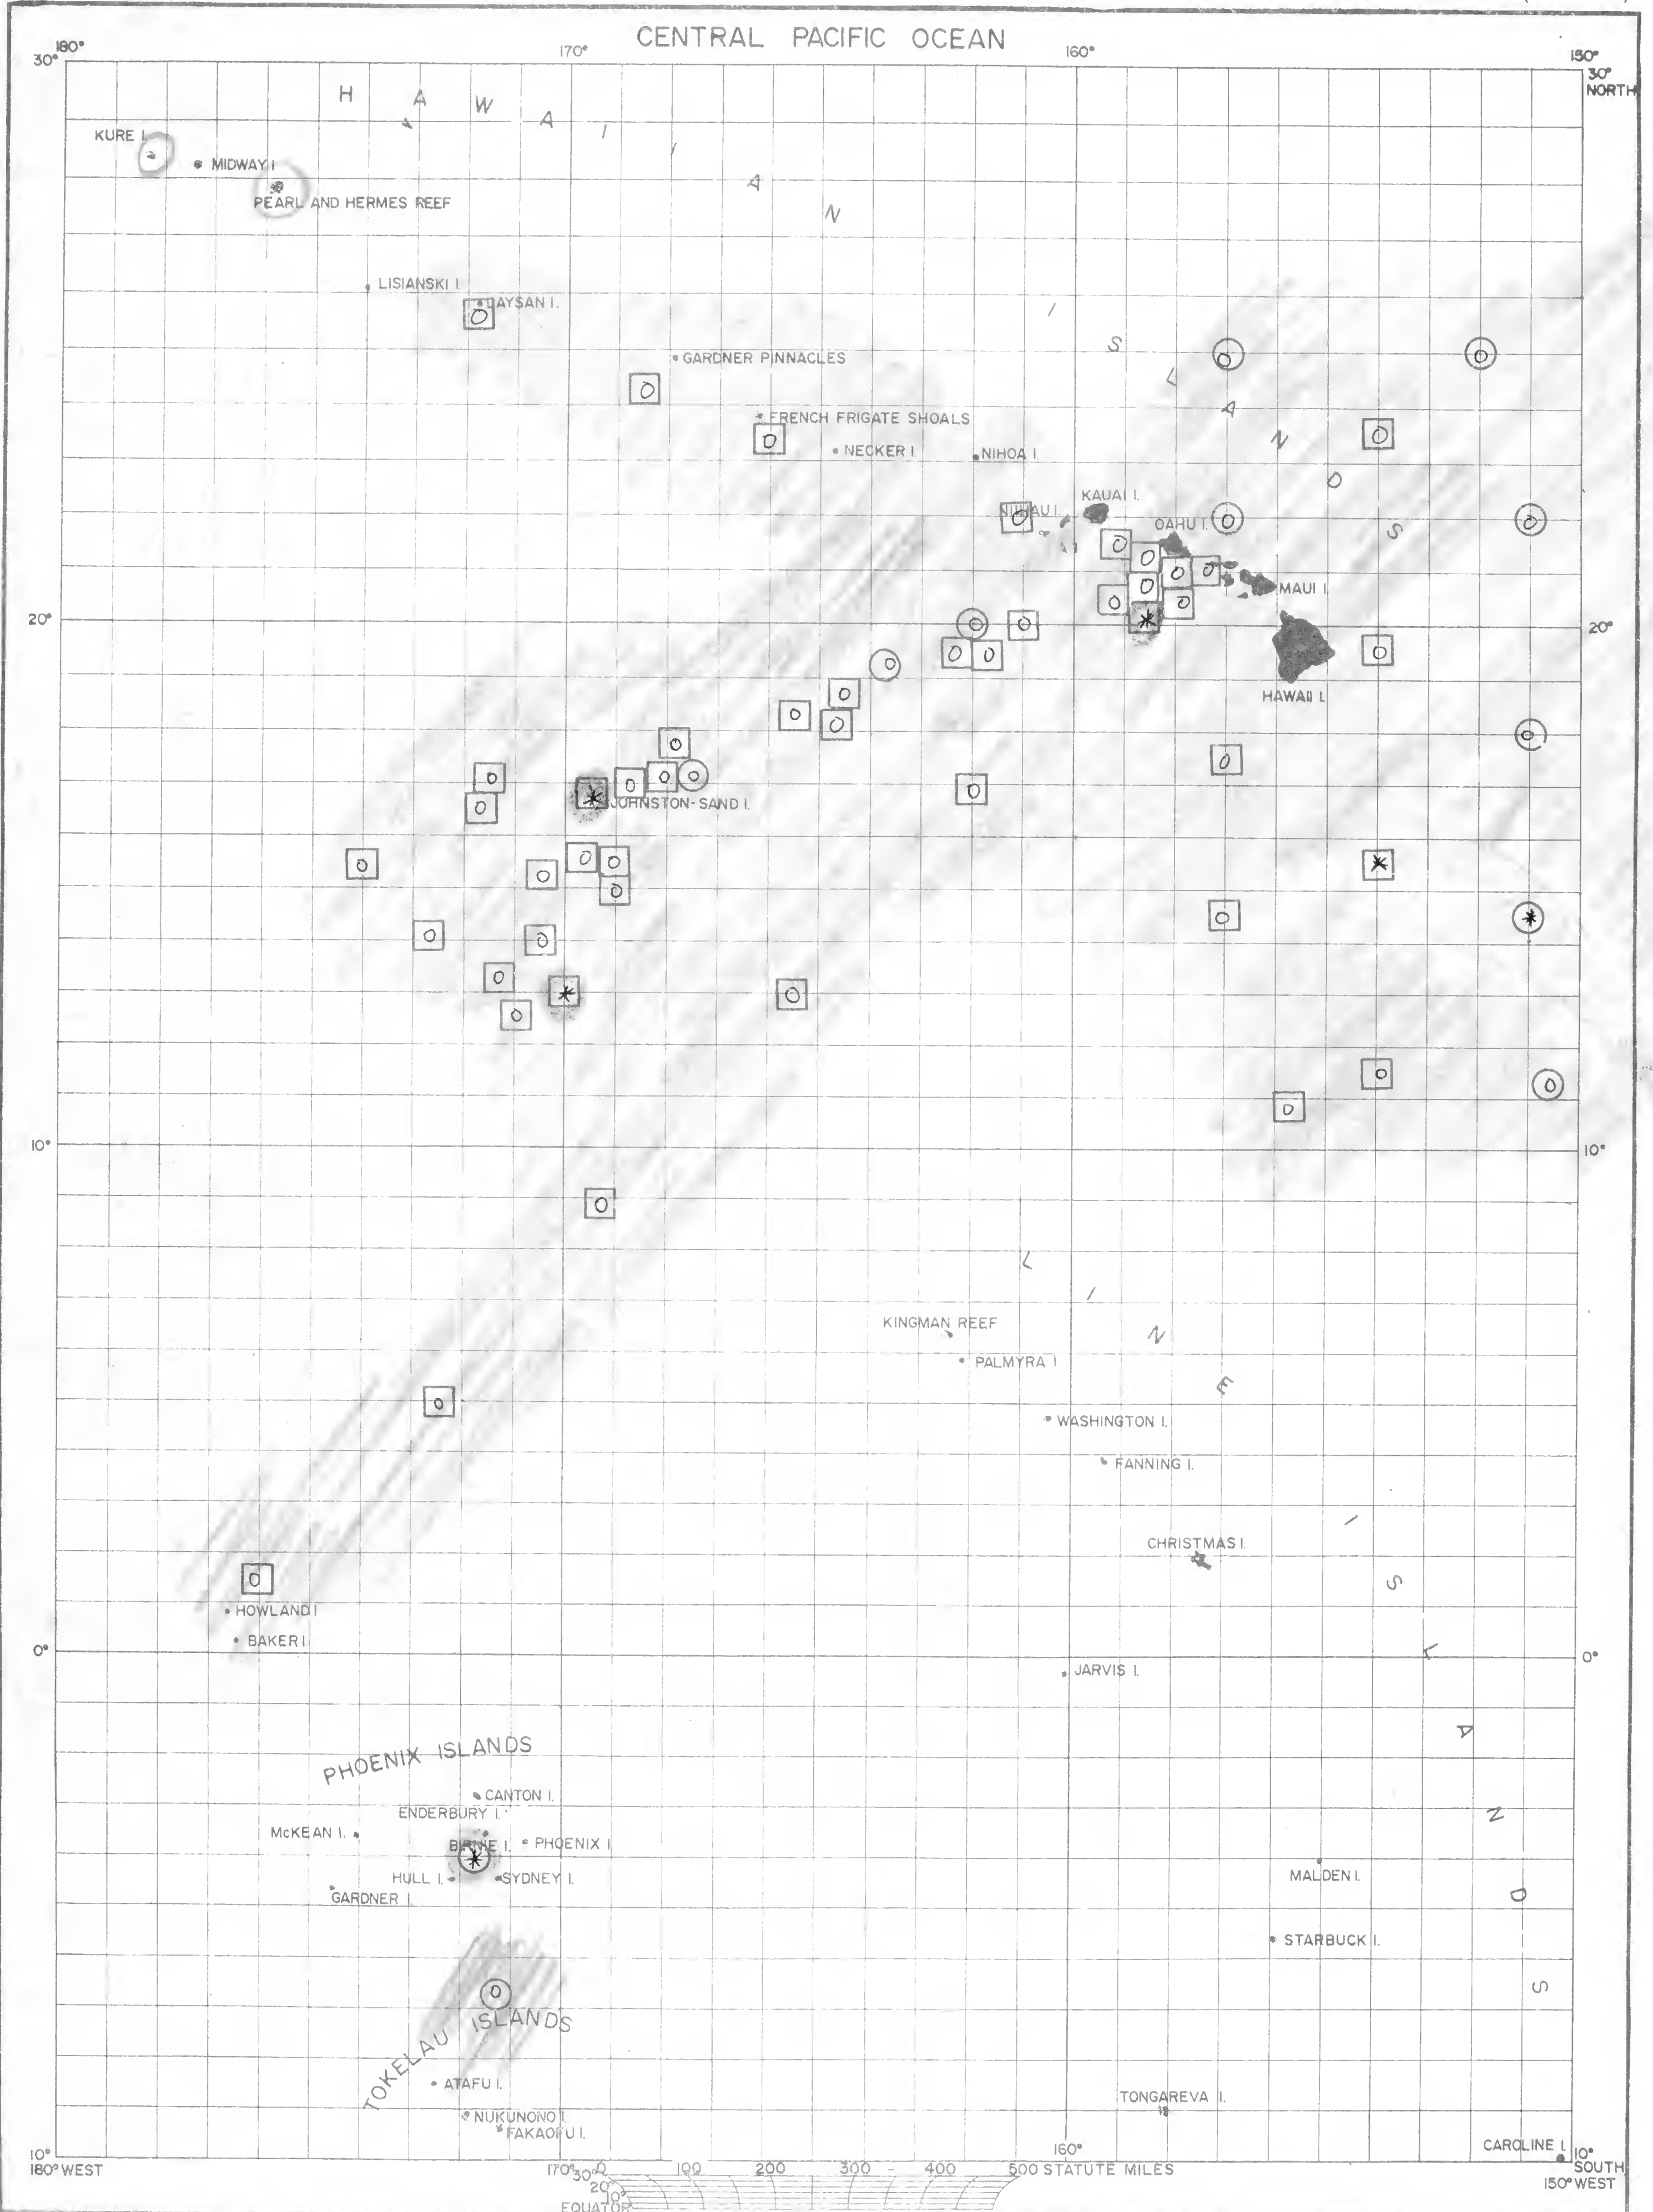 CENTRAL PACIFIC OCEAN
180° 170° 160° 150°
30° 30°
NORTH
HAWAIIAN ISLANDS
KURE I.
MIDWAY I
PEARL AND HERMES REEF
LISIANSKI I.
LAYSAN I.
GARDNER PINNACLES
FRENCH FRIGATE SHOALS
NECKER I
NIHOA I.
KAUAI I.
NIIHAU I.
OAHU I.
MAUI I.
20° 20°
HAWAII I.
JOHNSTON-SAND I.
10° 10°
LINE ISLANDS
KINGMAN REEF
PALMYRA I
WASHINGTON I.
FANNING I.
CHRISTMAS I.
HOWLAND I
BAKER I.
0° 0°
JARVIS I.
PHOENIX ISLANDS
CANTON I.
ENDERBURY I.
McKEAN I.
BIRNIE I.
PHOENIX I.
HULL I.
SYDNEY I.
GARDNER I.
MALDEN I.
STARBUCK I.
TOKELAU ISLANDS
ATAFU I.
NUKUNONO I.
FAKAOFU I.
TONGAREVA I.
CAROLINE I.
10° 160° 10°
180° WEST 170° SOUTH
150° WEST
0 100 200 300 400 500 STATUTE MILES
30°
20°
10°
EQUATOR